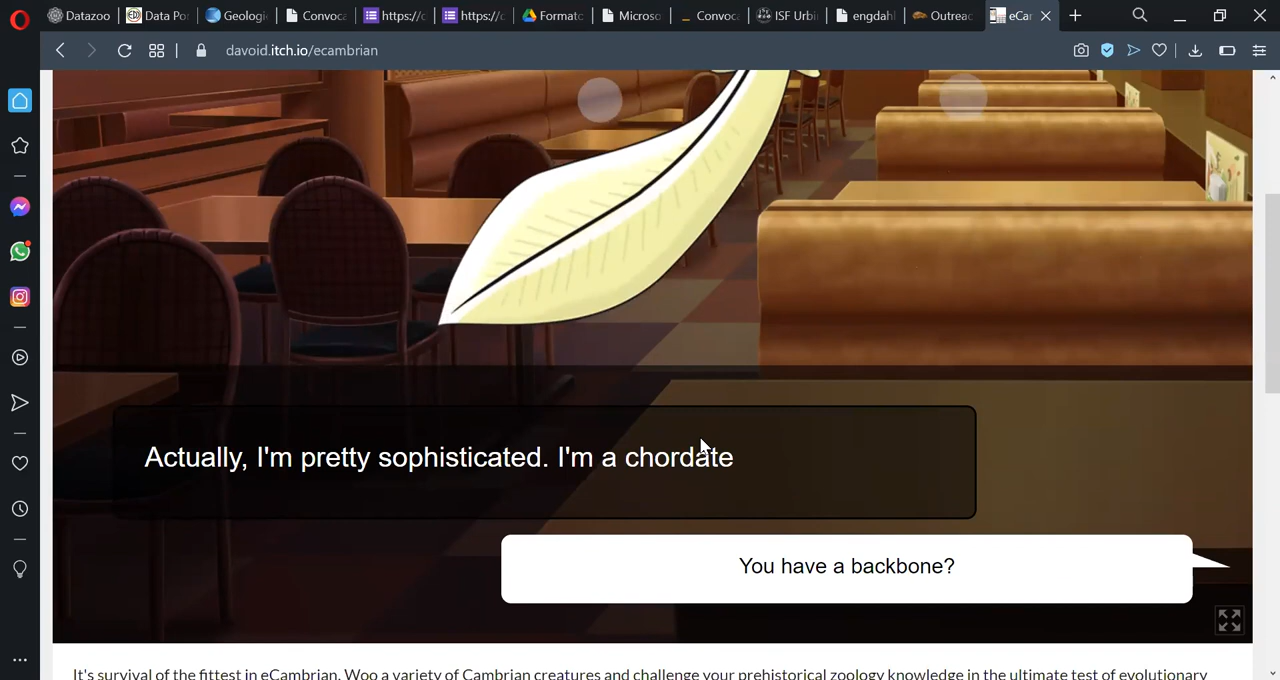 Datazoo
Data Por
Geologi
Convoca
https://c
https://c
Formato
Microso
Convoca
ISF Urbi
engdahl
Outreac
eCar
davoid.itch.io/ecambrian
Actually, I'm pretty sophisticated. I'm a chordate
You have a backbone?
It's survival of the fittest in eCambrian. Woo a variety of Cambrian creatures and challenge your prehistorical zoology knowledge in the ultimate test of evolutionary